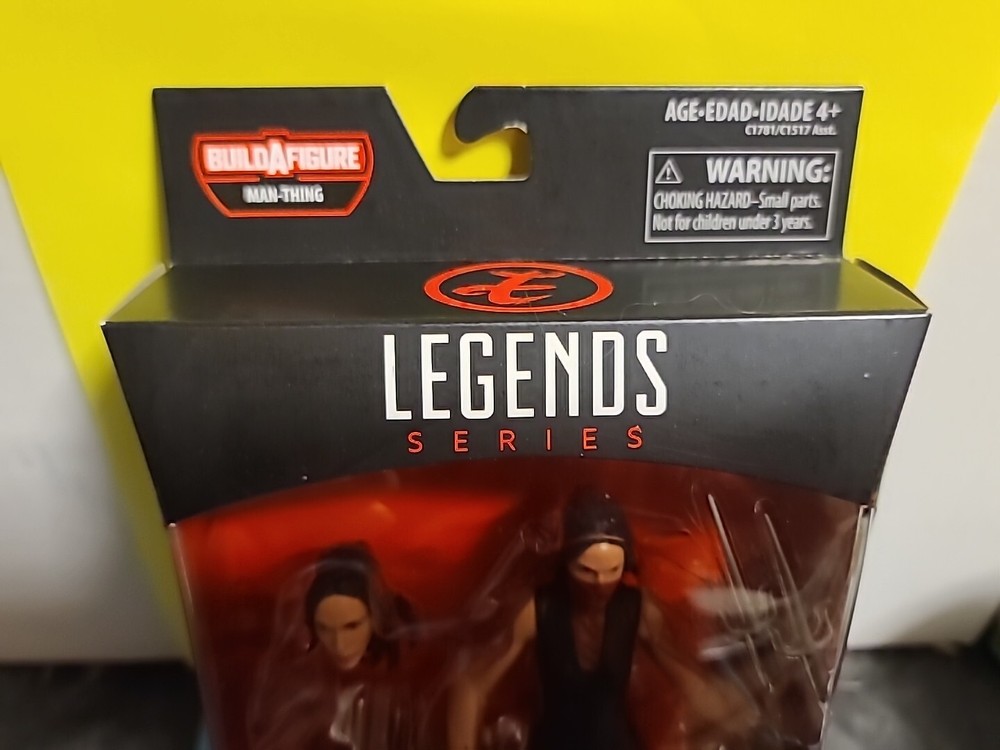 BUILDAFIGURE
MAN-THING
AGE•EDAD•IDADE 4+
C1781/C1517 Asst.
WARNING:
CHOKING HAZARD–Small parts.
Not for children under 3 years.
LEGENDS
SERIES